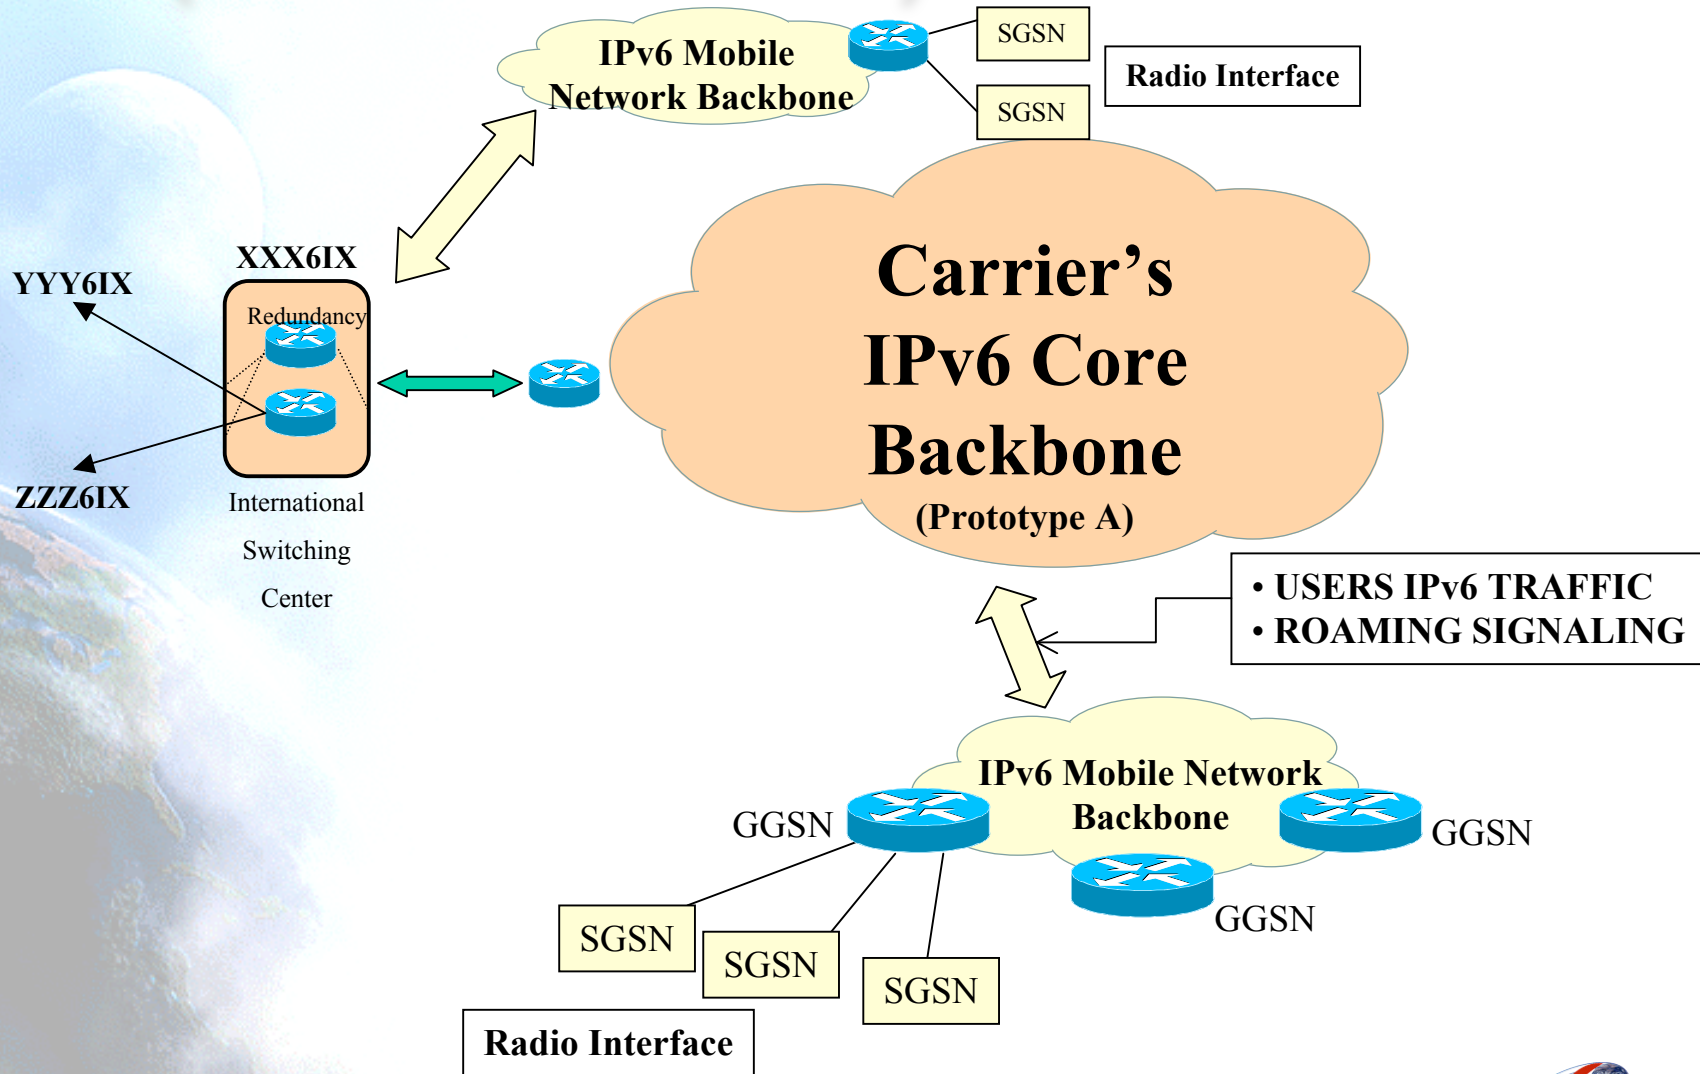 IPv6 Mobile
Network Backbone
SGSN
SGSN
Radio Interface
XXX6IX
YYY6IX
Redundancy
ZZZ6IX
International
Switching
Center
Carrier’s
IPv6 Core
Backbone
(Prototype A)
• USERS IPv6 TRAFFIC
• ROAMING SIGNALING
IPv6 Mobile Network
Backbone
GGSN
GGSN
GGSN
SGSN
SGSN
SGSN
Radio Interface